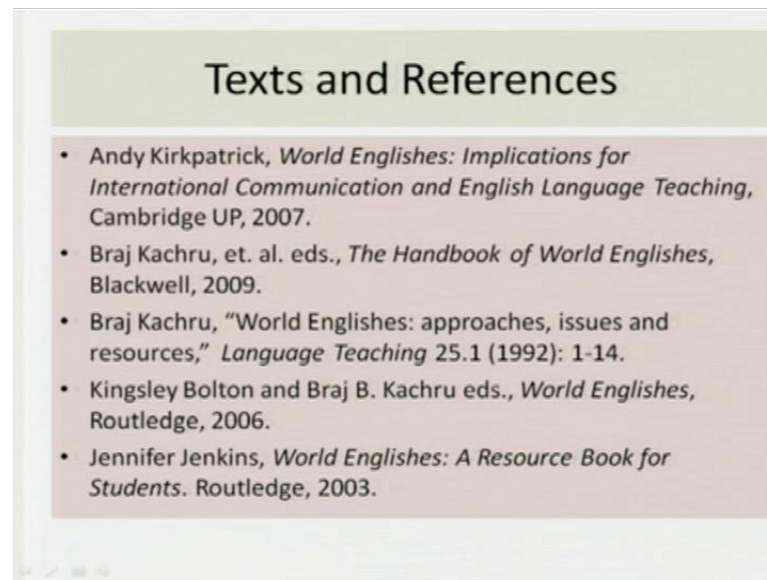 Texts and References
• Andy Kirkpatrick, World Englishes: Implications for
International Communication and English Language Teaching,
Cambridge UP, 2007.
• Braj Kachru, et. al. eds., The Handbook of World Englishes,
Blackwell, 2009.
• Braj Kachru, “World Englishes: approaches, issues and
resources,” Language Teaching 25.1 (1992): 1-14.
• Kingsley Bolton and Braj B. Kachru eds., World Englishes,
Routledge, 2006.
• Jennifer Jenkins, World Englishes: A Resource Book for
Students. Routledge, 2003.